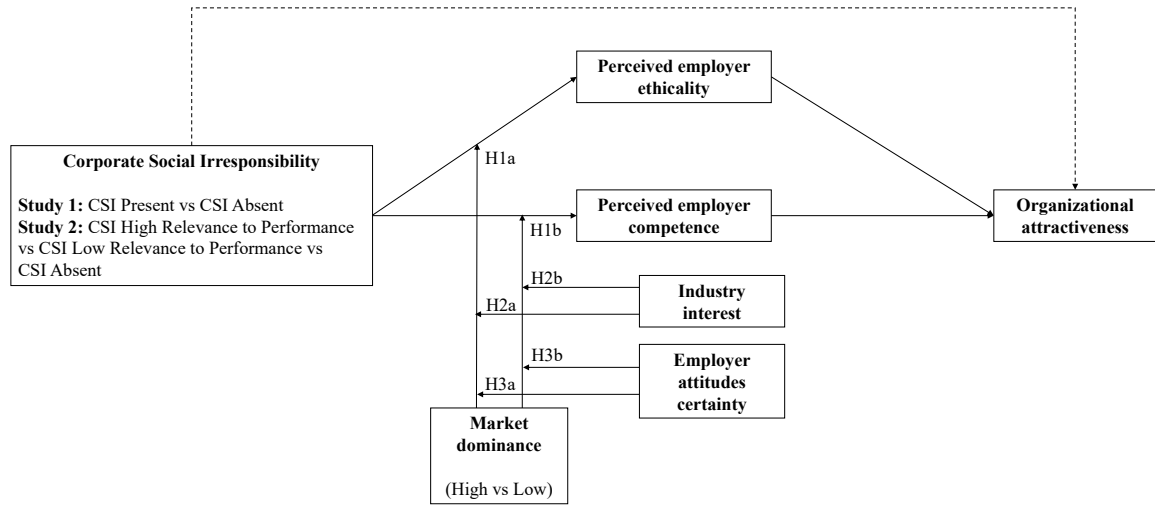 Perceived employer
ethicality
H1a
Corporate Social Irresponsibility
Study 1: CSI Present vs CSI Absent
Study 2: CSI High Relevance to Performance
vs CSI Low Relevance to Performance vs
CSI Absent
Perceived employer
competence
H1b
Organizational
attractiveness
H2b
H2a
Industry
interest
H3b
H3a
Employer
attitudes
certainty
Market
dominance
(High vs Low)